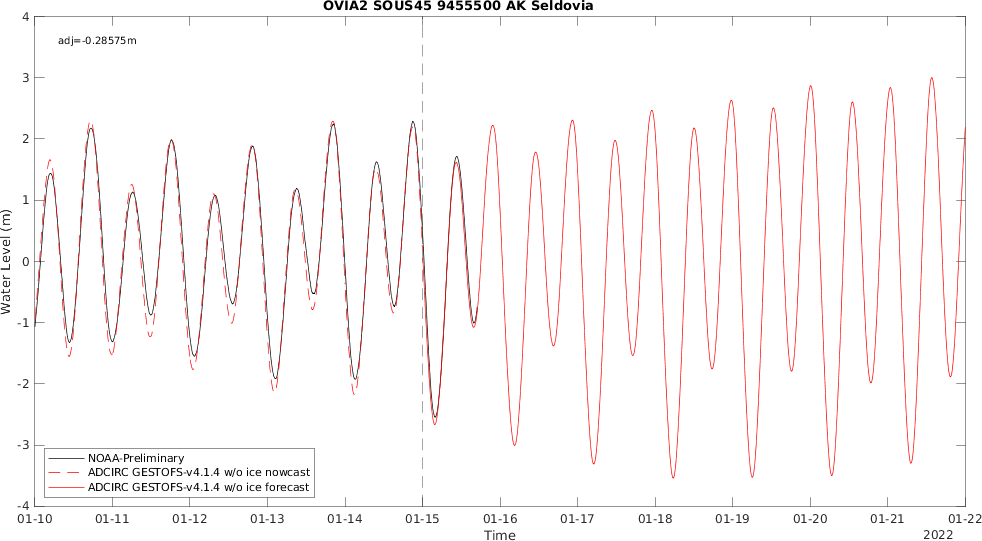 OVIA2 SOUS45 9455500 AK Seldovia
adj=-0.28575m
4
3
2
1
0
-1
-2
-3
-4
Water Level (m)
NOAA-Preliminary
ADCIRC GESTOFS-v4.1.4 w/o ice nowcast
ADCIRC GESTOFS-v4.1.4 w/o ice forecast
01-10 01-11 01-12 01-13 01-14 01-15 01-16 01-17 01-18 01-19 01-20 01-21 01-22
Time
2022